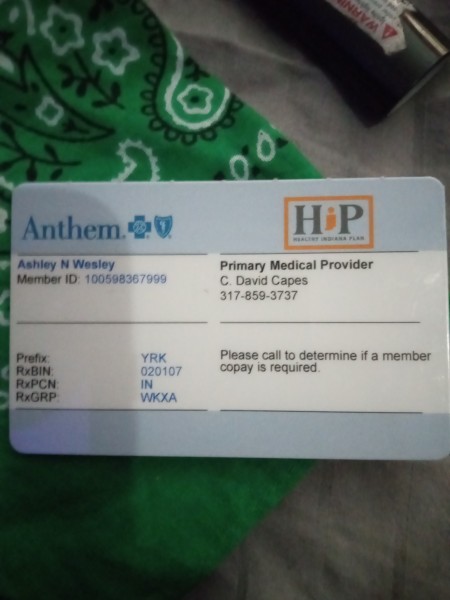 WARNING
Anthem.
HiP
HEALTHY INDIANA PLAN
Ashley N Wesley
Member ID: 100598367999
Primary Medical Provider
C. David Capes
317-859-3737
Prefix: YRK
RxBIN: 020107
RxPCN: IN
RxGRP: WKXA
Please call to determine if a member
copay is required.